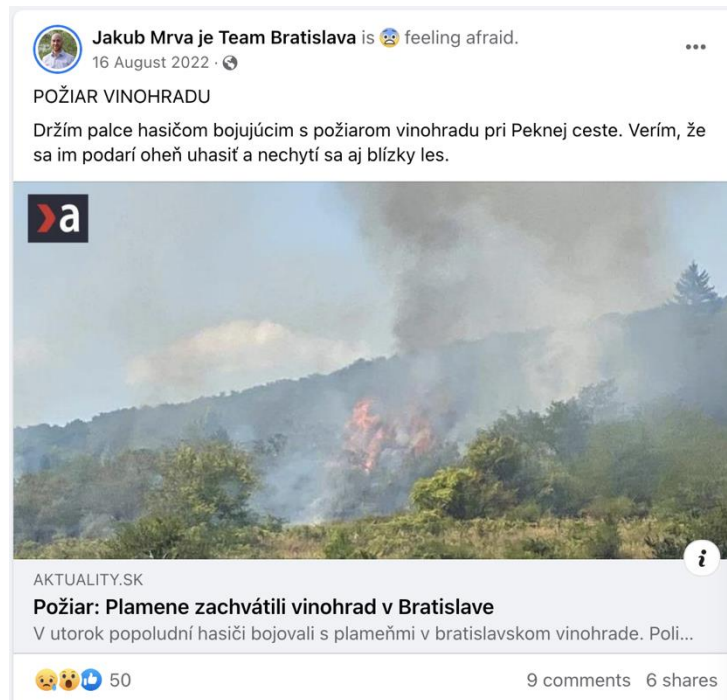 Jakub Mrva je Team Bratislava is 😨 feeling afraid.
16 August 2022 ·
POŽIAR VINOHRADU
Držím palce hasičom bojujúcim s požiarom vinohradu pri Peknej ceste. Verím, že
sa im podarí oheň uhasiť a nechytí sa aj blízky les.
a
AKTUALITY.SK
Požiar: Plamene zachvátili vinohrad v Bratislave
V utorok popoludní hasiči bojovali s plameňmi v bratislavskom vinohrade. Poli...
50
9 comments 6 shares